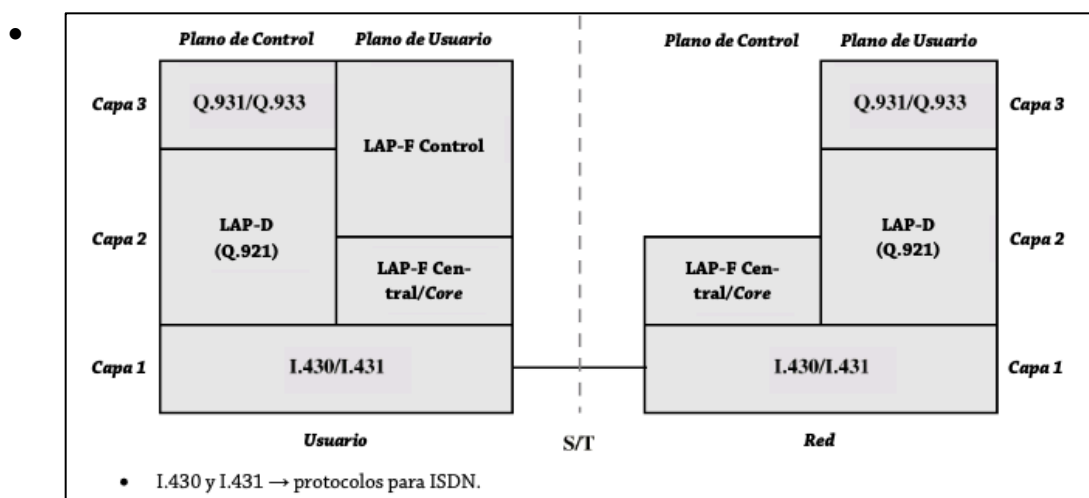 Plano de Control Plano de Usuario Plano de Control Plano de Usuario
Capa 3 Q.931/Q.933 Q.931/Q.933 Capa 3
LAP-F Control
LAP-D LAP-D
Capa 2 Capa 2
(Q.921) (Q.921)
LAP-F Cen-
tral/Core
LAP-F Cen-
tral/Core
Capa 1 I.430/I.431 I.430/I.431 Capa 1
Usuario S/T Red
• I.430 y I.431 → protocolos para ISDN.